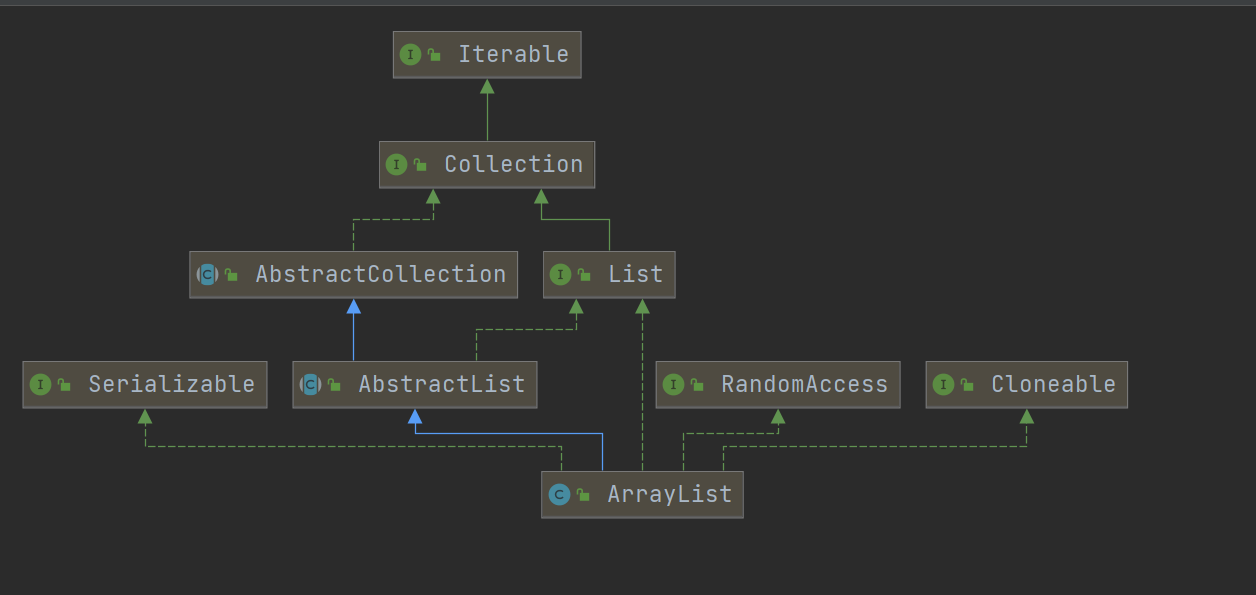 I Iterable
I Collection
C AbstractCollection
I List
I Serializable
C AbstractList
I RandomAccess
I Cloneable
C ArrayList